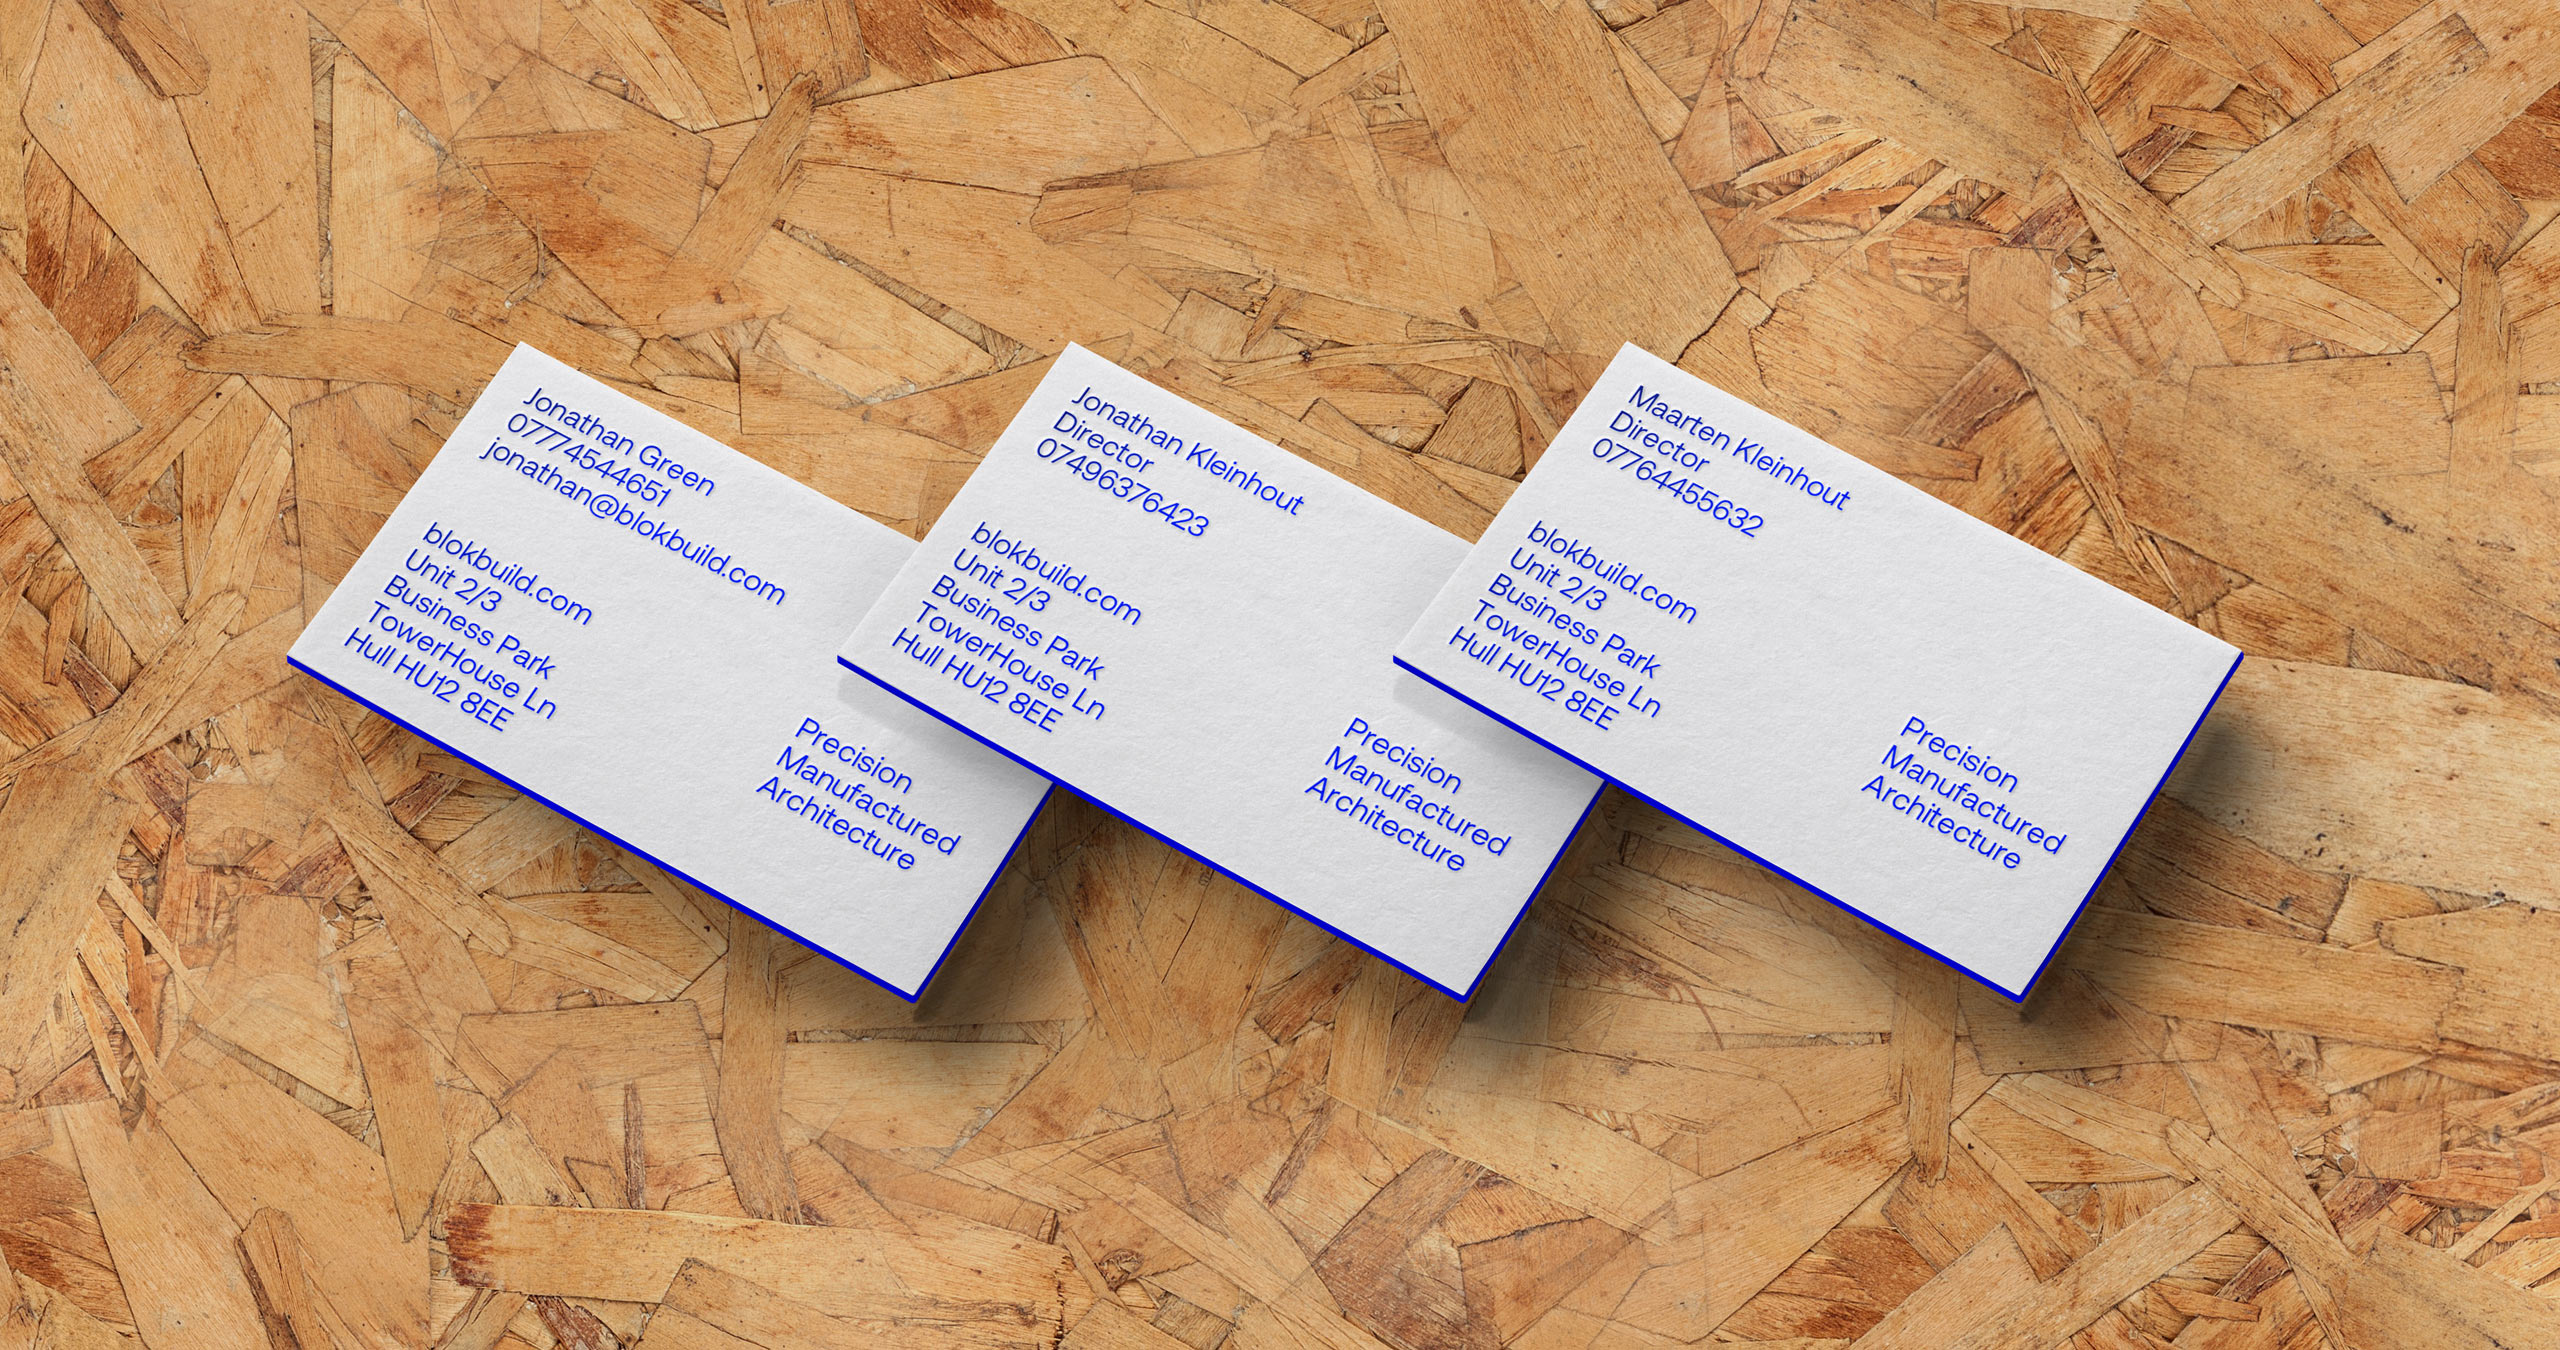 Jonathan Green
07774544651
jonathan@blokbuild.com
blokbuild.com
Unit 2/3
Business Park
TowerHouse Ln
Hull HU12 8EE
Precision
Manufactured
Architecture
Jonathan Kleinhout
Director
07496376423
blokbuild.com
Unit 2/3
Business Park
TowerHouse Ln
Hull HU12 8EE
Precision
Manufactured
Architecture
Maarten Kleinhout
Director
07764455632
blokbuild.com
Unit 2/3
Business Park
TowerHouse Ln
Hull HU12 8EE
Precision
Manufactured
Architecture